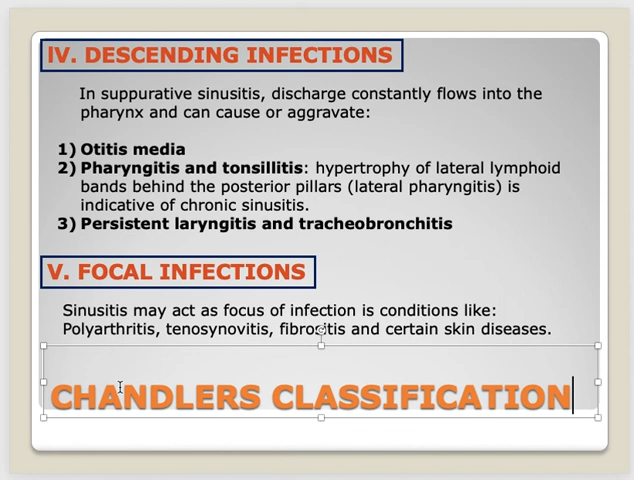 IV. DESCENDING INFECTIONS
In suppurative sinusitis, discharge constantly flows into the
pharynx and can cause or aggravate:
1) Otitis media
2) Pharyngitis and tonsillitis: hypertrophy of lateral lymphoid
bands behind the posterior pillars (lateral pharyngitis) is
indicative of chronic sinusitis.
3) Persistent laryngitis and tracheobronchitis
V. FOCAL INFECTIONS
Sinusitis may act as focus of infection is conditions like:
Polyarthritis, tenosynovitis, fibrositis and certain skin diseases.
CHANDLERS CLASSIFICATION